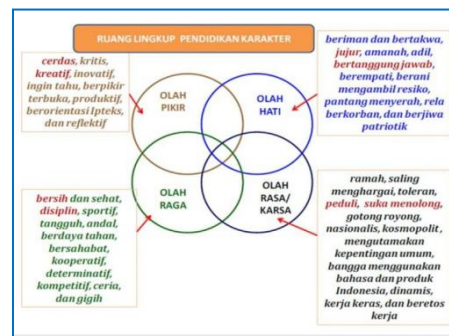 RUANG LINGKUP PENDIDIKAN KARAKTER
cerdas, kritis,
kreatif, inovatif,
ingin tahu, berpikir
terbuka, produktif,
berorientasi Ipteks,
dan reflektif
beriman dan bertakwa,
jujur, amanah, adil,
bertanggung jawab,
berempati, berani
mengambil resiko,
pantang menyerah, rela
berkorban, dan berjiwa
patriotik
OLAH
PIKIR
OLAH
HATI
OLAH
RAGA
OLAH
RASA/
KARSA
bersih dan sehat,
disiplin, sportif,
tangguh, andal,
berdaya tahan,
bersahabat,
kooperatif,
determinatif,
kompetitif, ceria,
dan gigih
ramah, saling
menghargai, toleran,
peduli, suka menolong,
gotong royong,
nasionalis, kosmopolit,
mengutamakan
kepentingan umum,
bangga menggunakan
bahasa dan produk
Indonesia, dinamis,
kerja keras, dan beretos
kerja